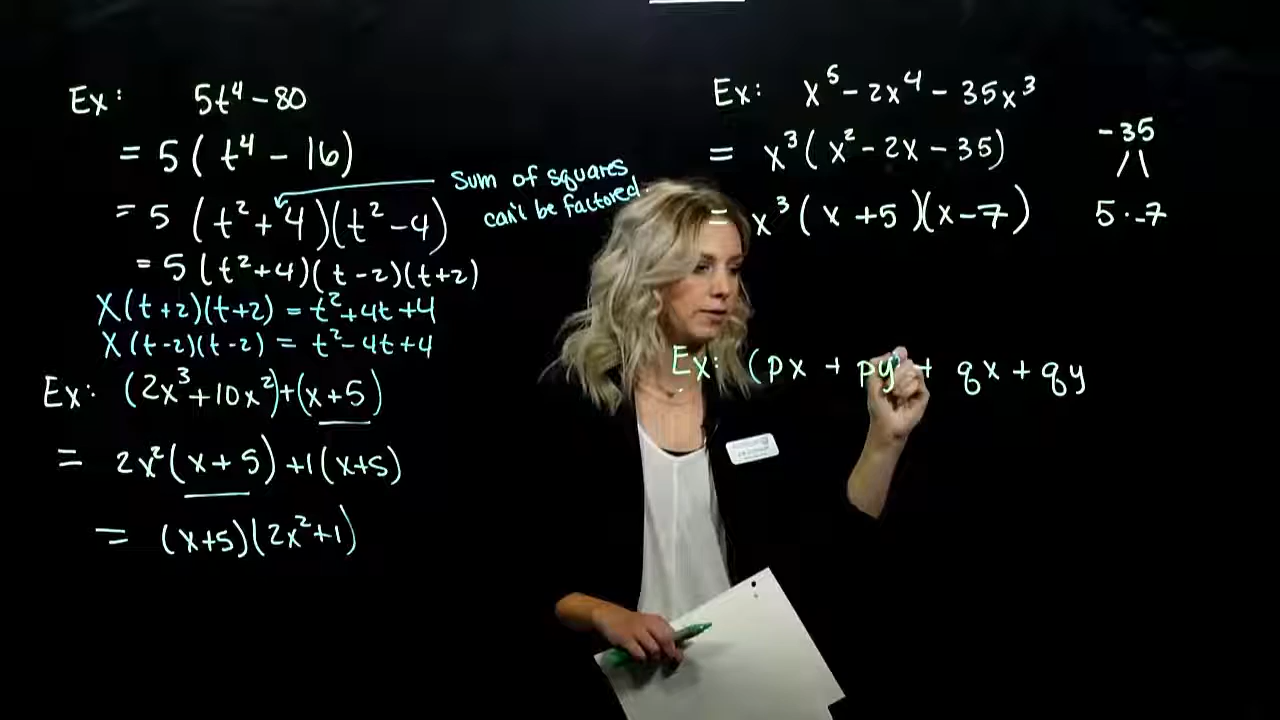 Ex: 5t⁴ - 80
= 5(t⁴ - 16)
= 5(t² + 4)(t² - 4)
Sum of squares
can't be factored.
= 5(t² + 4)(t - 2)(t + 2)
X(t + 2)(t + 2) = t² + 4t + 4
X(t - 2)(t - 2) = t² - 4t + 4
Ex: (2x³ + 10x²) + (x + 5)
= 2x²(x + 5) + 1(x + 5)
= (x + 5)(2x² + 1)
Ex: x⁵ - 2x⁴ - 35x³
= x³(x² - 2x - 35)
= x³(x + 5)(x - 7)
-35
5 · -7
Ex: (px + py) + qx + qy